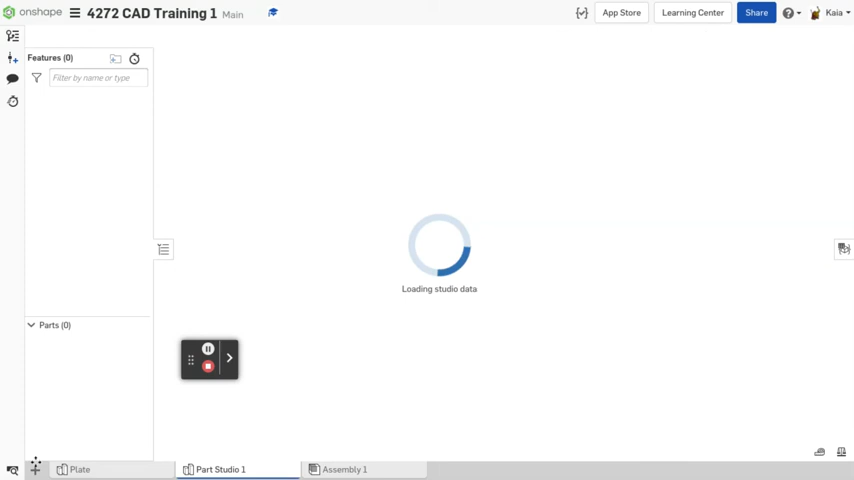 onshape 4272 CAD Training 1 Main App Store Learning Center Share Kaia
Features (0)
Filter by name or type
Loading studio data
Parts (0)
Plate Part Studio 1 Assembly 1